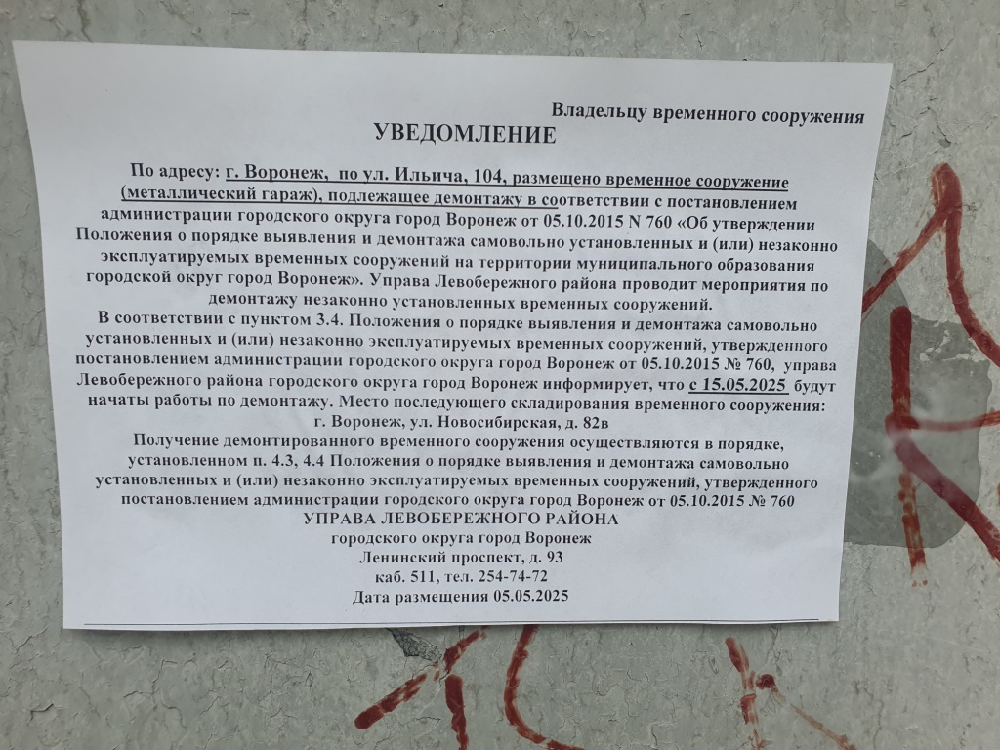 Владельцу временного сооружения
УВЕДОМЛЕНИЕ
По адресу: г. Воронеж, по ул. Ильича, 104, размещено временное сооружение
(металлический гараж), подлежащее демонтажу в соответствии с постановлением
администрации городского округа город Воронеж от 05.10.2015 N 760 «Об утверждении
Положения о порядке выявления и демонтажа самовольно установленных и (или) незаконно
эксплуатируемых временных сооружений на территории муниципального образования
городской округ город Воронеж». Управа Левобережного района проводит мероприятия по
демонтажу незаконно установленных временных сооружений.
В соответствии с пунктом 3.4. Положения о порядке выявления и демонтажа самовольно
установленных и (или) незаконно эксплуатируемых временных сооружений, утвержденного
постановлением администрации городского округа город Воронеж от 05.10.2015 № 760, управа
Левобережного района городского округа город Воронеж информирует, что с 15.05.2025 будут
начаты работы по демонтажу. Место последующего складирования временного сооружения:
г. Воронеж, ул. Новосибирская, д. 82в
Получение демонтированного временного сооружения осуществляются в порядке,
установленном п. 4.3, 4.4 Положения о порядке выявления и демонтажа самовольно
установленных и (или) незаконно эксплуатируемых временных сооружений, утвержденного
постановлением администрации городского округа город Воронеж от 05.10.2015 № 760
УПРАВА ЛЕВОБЕРЕЖНОГО РАЙОНА
городского округа город Воронеж
Ленинский проспект, д. 93
каб. 511, тел. 254-74-72
Дата размещения 05.05.2025